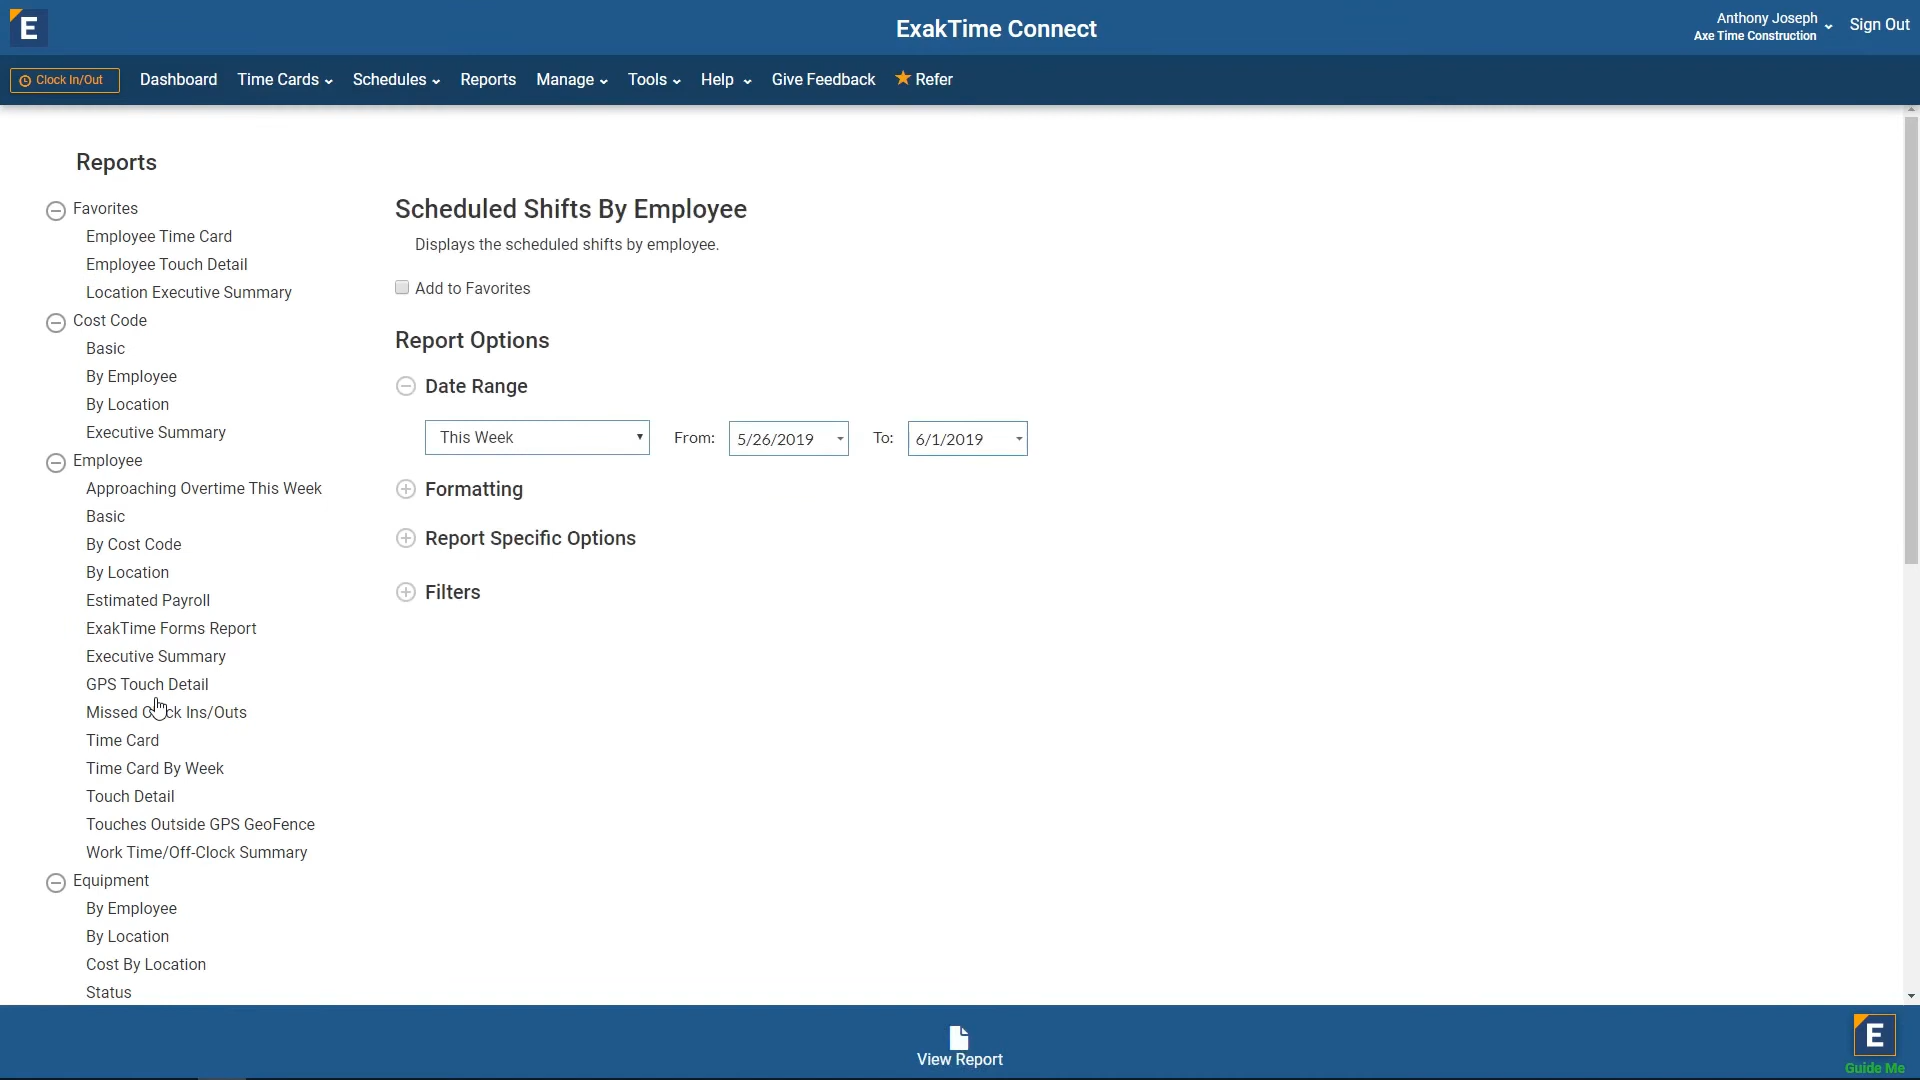 E
ExakTime Connect
Anthony Joseph
Axe Time Construction
Sign Out
Clock In/Out
Dashboard
Time Cards
Schedules
Reports
Manage
Tools
Help
Give Feedback
Refer
Reports
Favorites
Employee Time Card
Employee Touch Detail
Location Executive Summary
Cost Code
Basic
By Employee
By Location
Executive Summary
Employee
Approaching Overtime This Week
Basic
By Cost Code
By Location
Estimated Payroll
ExakTime Forms Report
Executive Summary
GPS Touch Detail
Missed Clock Ins/Outs
Time Card
Time Card By Week
Touch Detail
Touches Outside GPS GeoFence
Work Time/Off-Clock Summary
Equipment
By Employee
By Location
Cost By Location
Status
Scheduled Shifts By Employee
Displays the scheduled shifts by employee.
Add to Favorites
Report Options
Date Range
This Week From: 5/26/2019 To: 6/1/2019
Formatting
Report Specific Options
Filters
View Report
E
Guide Me